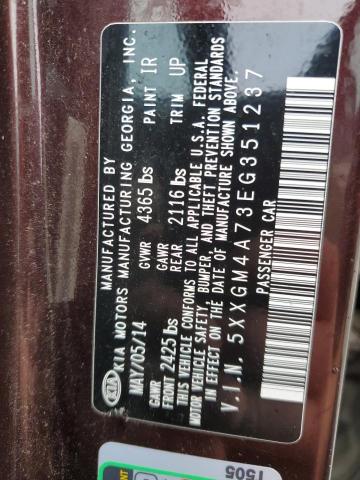 KIA
MANUFACTURED BY
KIA MOTORS MANUFACTURING GEORGIA, INC.
MAY/05/14 GVWR 4365 lbs PAINT IR
GAWR FRONT 2425 lbs GAWR REAR 2116 lbs TRIM UP
THIS VEHICLE CONFORMS TO ALL APPLICABLE U.S.A. FEDERAL
MOTOR VEHICLE SAFETY, BUMPER, AND THEFT PREVENTION STANDARDS
IN EFFECT ON THE DATE OF MANUFACTURE SHOWN ABOVE.
V.I.N. 5XXGM4A73EG351237
PASSENGER CAR
1505